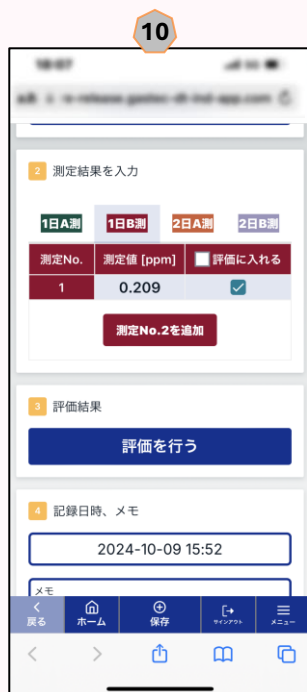 10
2 測定結果を入力
1日A測 1日B測 2日A測 2日B測
測定No. 測定値 [ppm] 評価に入れる
1 0.209
測定No.2を追加
3 評価結果
評価を行う
4 記録日時、メモ
2024-10-09 15:52
メモ
戻る ホーム 保存 サインアウト メニュー